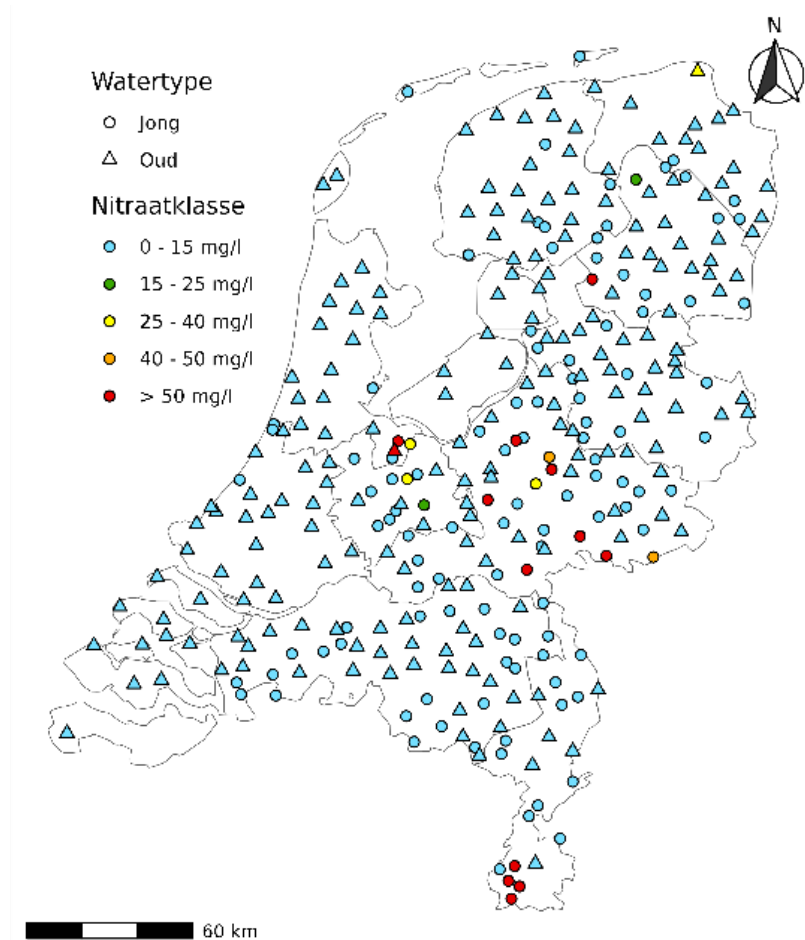 N
Watertype
Jong
Oud
Nitraatklasse
0 - 15 mg/l
15 - 25 mg/l
25 - 40 mg/l
40 - 50 mg/l
> 50 mg/l
60 km